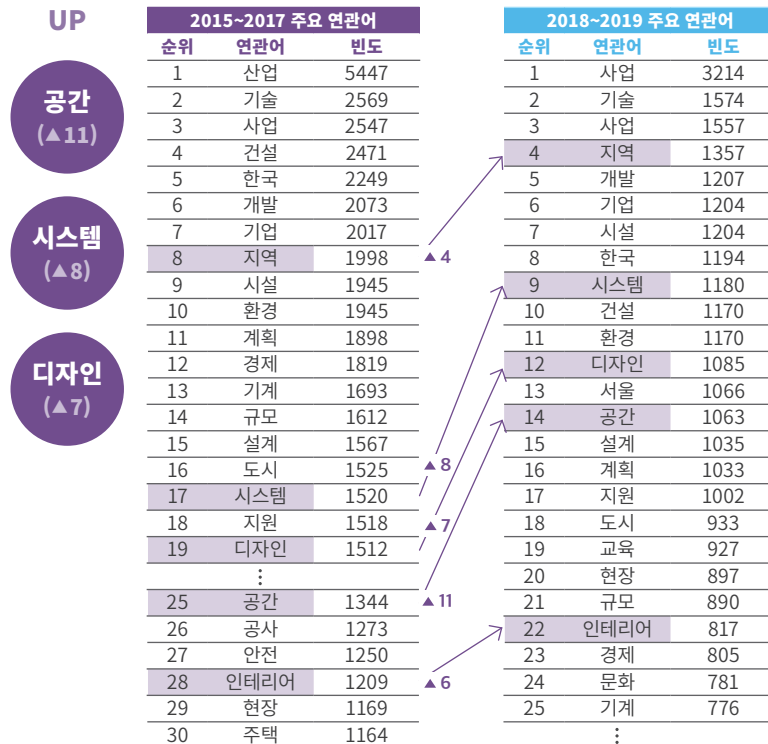 UP
공간
(▲11)
시스템
(▲8)
디자인
(▲7)
2015~2017 주요 연관어
순위 연관어 빈도
1 산업 5447
2 기술 2569
3 사업 2547
4 건설 2471
5 한국 2249
6 개발 2073
7 기업 2017
8 지역 1998
9 시설 1945
10 환경 1945
11 계획 1898
12 경제 1819
13 기계 1693
14 규모 1612
15 설계 1567
16 도시 1525
17 시스템 1520
18 지원 1518
19 디자인 1512
⋮
25 공간 1344
26 공사 1273
27 안전 1250
28 인테리어 1209
29 현장 1169
30 주택 1164
▲4
▲8
▲7
▲11
▲6
2018~2019 주요 연관어
순위 연관어 빈도
1 사업 3214
2 기술 1574
3 사업 1557
4 지역 1357
5 개발 1207
6 기업 1204
7 시설 1204
8 한국 1194
9 시스템 1180
10 건설 1170
11 환경 1170
12 디자인 1085
13 서울 1066
14 공간 1063
15 설계 1035
16 계획 1033
17 지원 1002
18 도시 933
19 교육 927
20 현장 897
21 규모 890
22 인테리어 817
23 경제 805
24 문화 781
25 기계 776
⋮